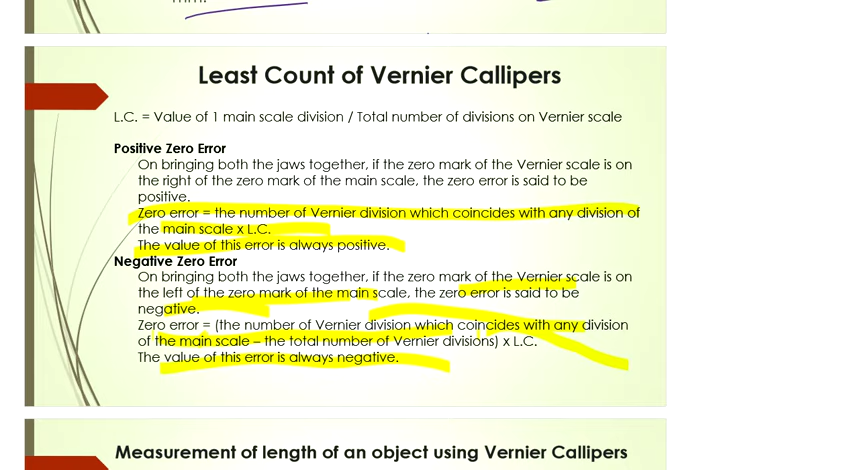 Least Count of Vernier Callipers
L.C. = Value of 1 main scale division / Total number of divisions on Vernier scale
Positive Zero Error
On bringing both the jaws together, if the zero mark of the Vernier scale is on
the right of the zero mark of the main scale, the zero error is said to be
positive.
Zero error = the number of Vernier division which coincides with any division of
the main scale x L.C.
The value of this error is always positive.
Negative Zero Error
On bringing both the jaws together, if the zero mark of the Vernier scale is on
the left of the zero mark of the main scale, the zero error is said to be
negative.
Zero error = (the number of Vernier division which coincides with any division
of the main scale – the total number of Vernier divisions) x L.C.
The value of this error is always negative.
Measurement of length of an object using Vernier Callipers